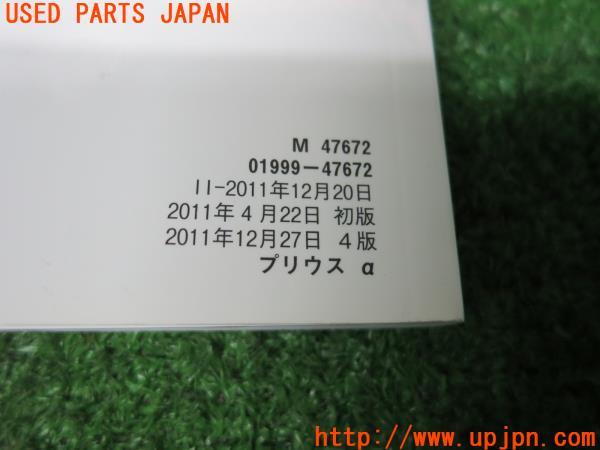 USED PARTS JAPAN
M 47672
01999-47672
II-2011年12月20日
2011年4月22日 初版
2011年12月27日 4版
プリウス α
http://www.upjpn.com